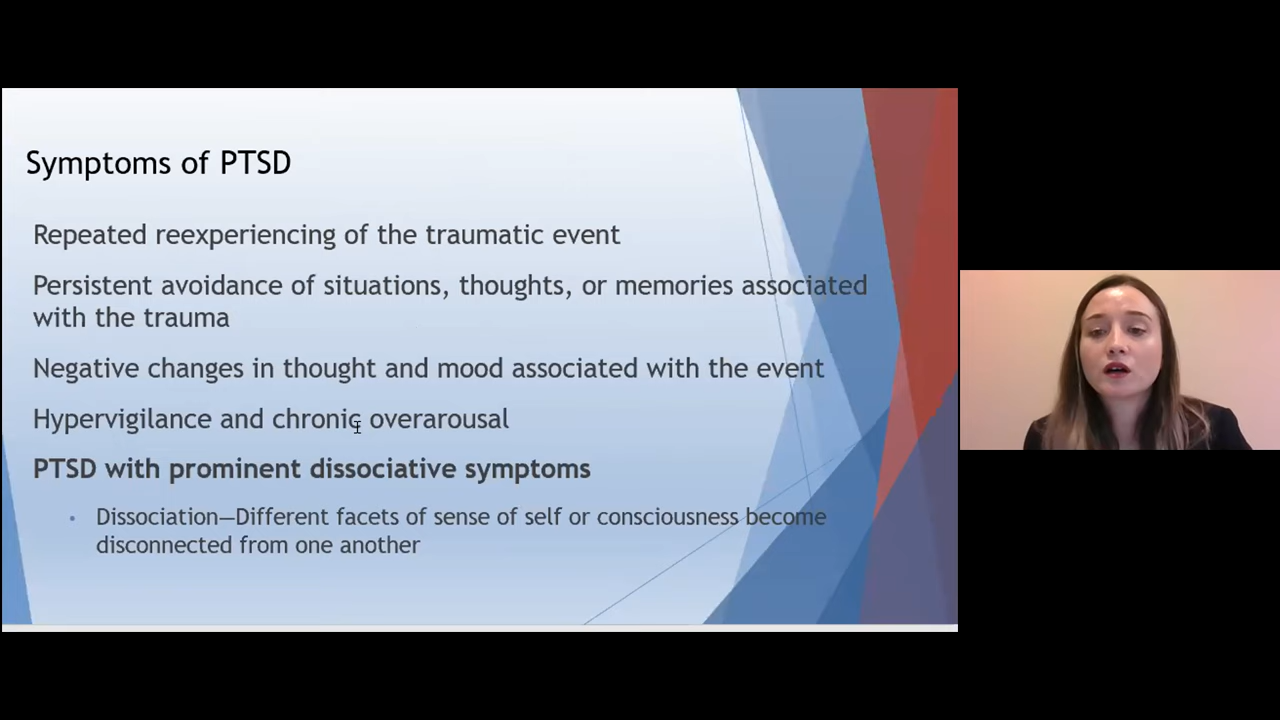 Symptoms of PTSD
Repeated reexperiencing of the traumatic event
Persistent avoidance of situations, thoughts, or memories associated
with the trauma
Negative changes in thought and mood associated with the event
Hypervigilance and chronic overarousal
PTSD with prominent dissociative symptoms
• Dissociation—Different facets of sense of self or consciousness become
disconnected from one another